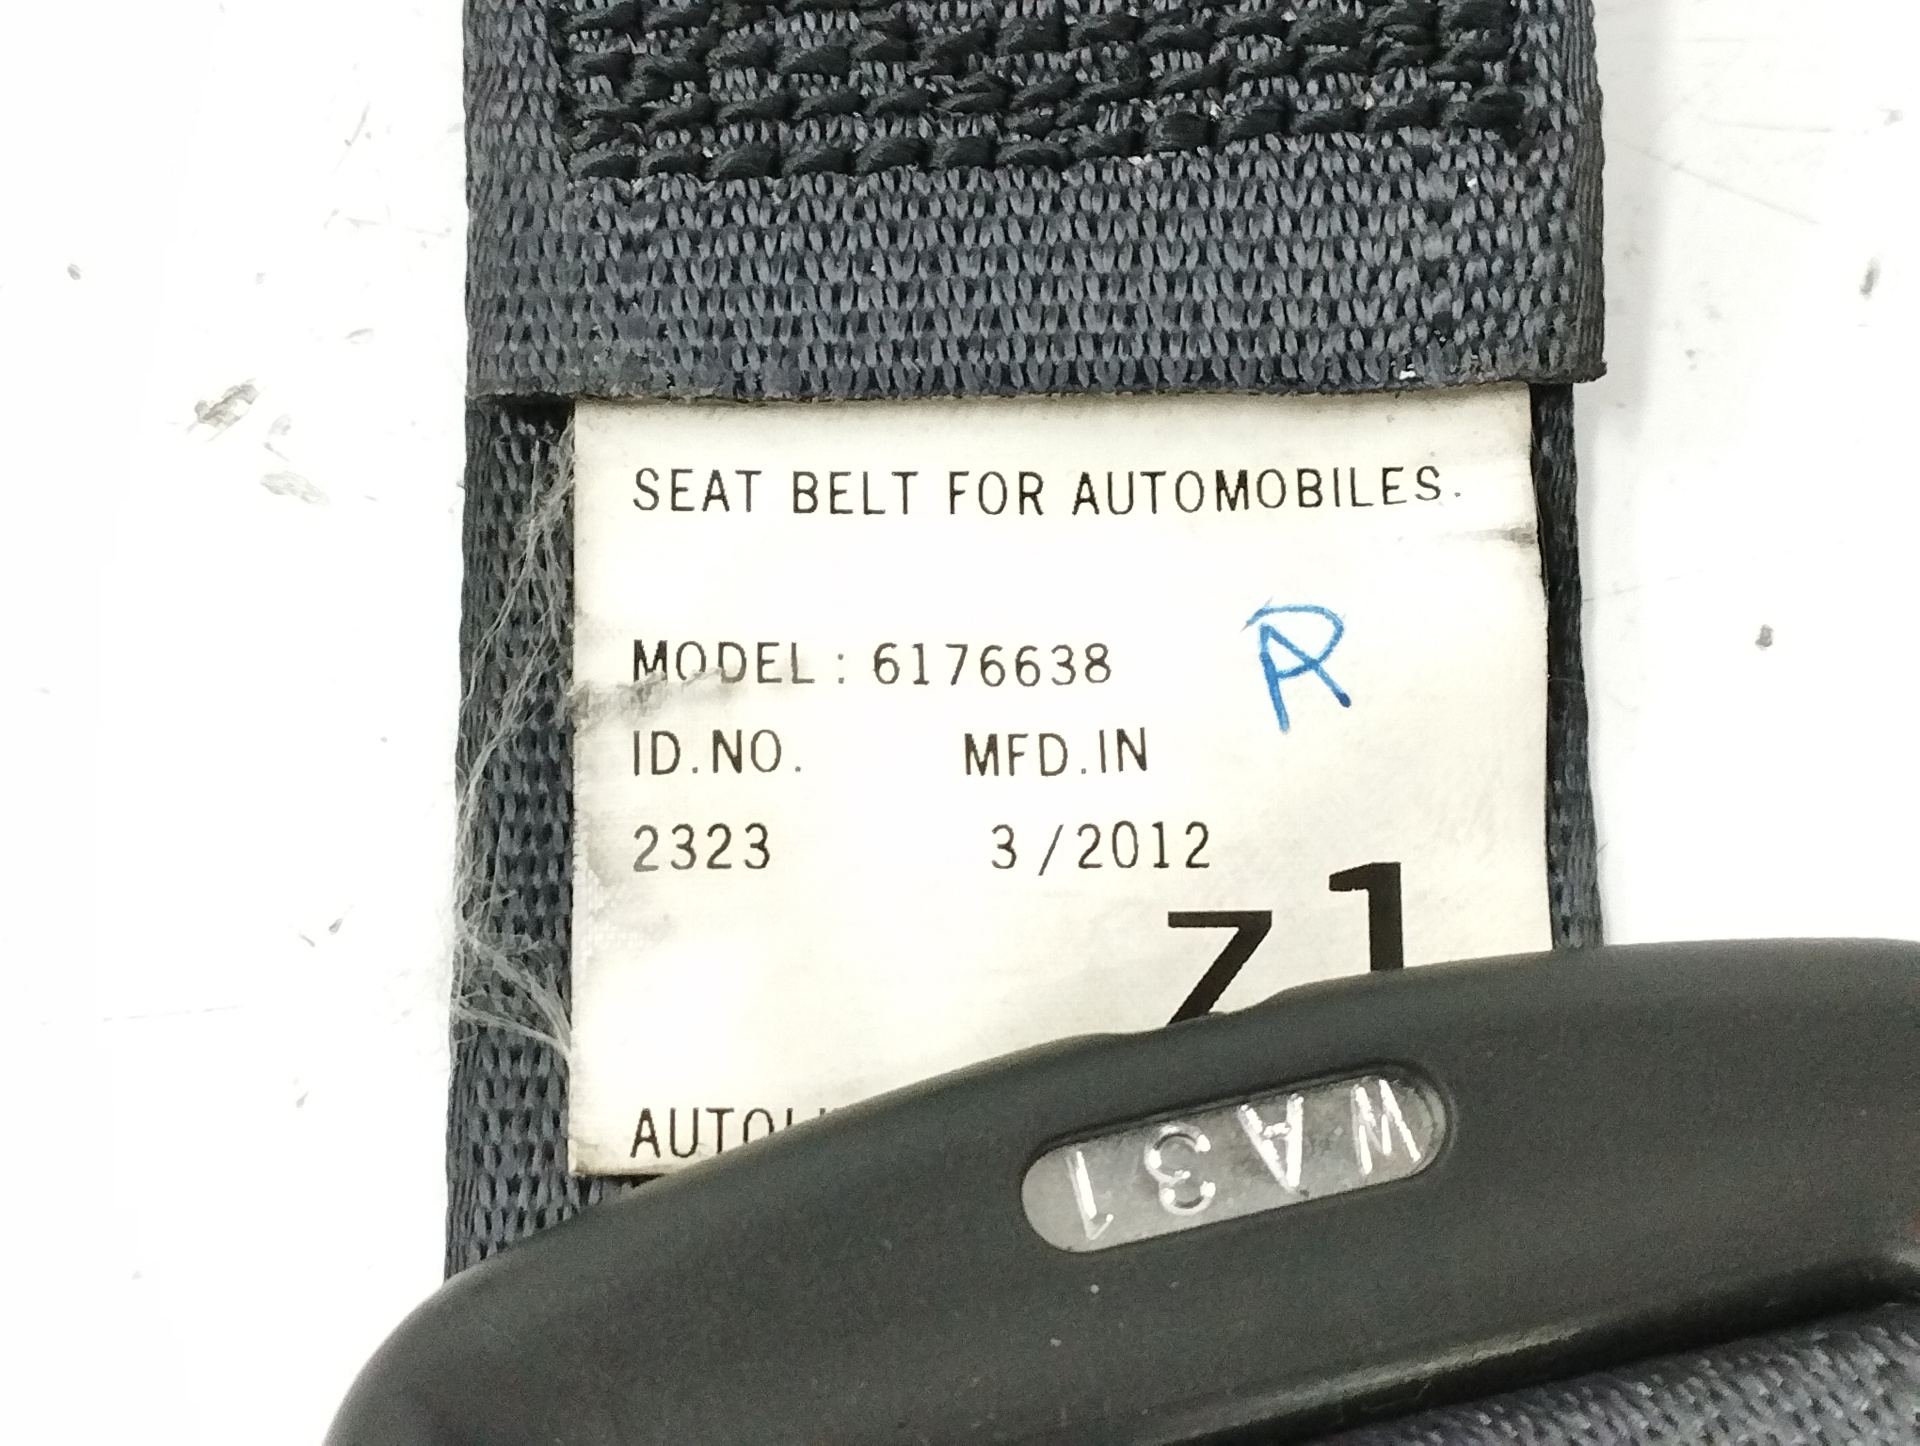 SEAT BELT FOR AUTOMOBILES.
MODEL: 6176638
R
ID.NO. MFD.IN
2323 3/2012
Z1
WA31